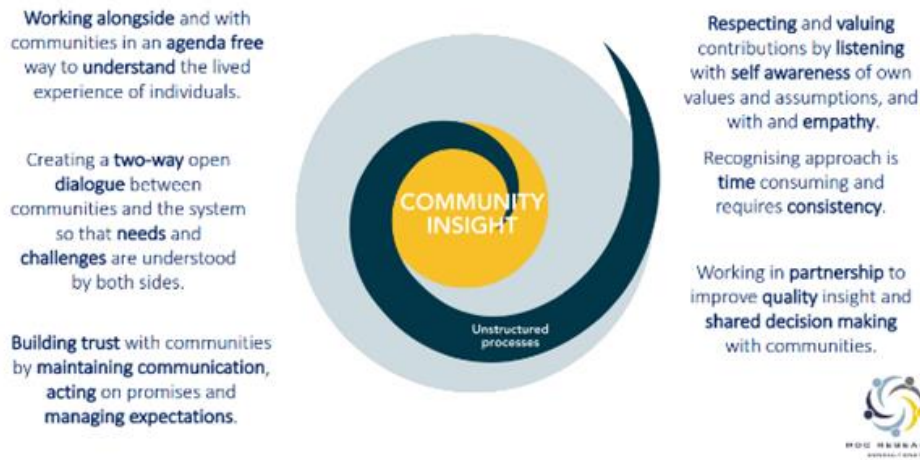 Working alongside and with
communities in an agenda free
way to understand the lived
experience of individuals.
Creating a two-way open
dialogue between
communities and the system
so that needs and
challenges are understood
by both sides.
Building trust with communities
by maintaining communication,
acting on promises and
managing expectations.
COMMUNITY
INSIGHT
Unstructured
processes
Respecting and valuing
contributions by listening
with self awareness of own
values and assumptions, and
with and empathy.
Recognising approach is
time consuming and
requires consistency.
Working in partnership to
improve quality insight and
shared decision making
with communities.